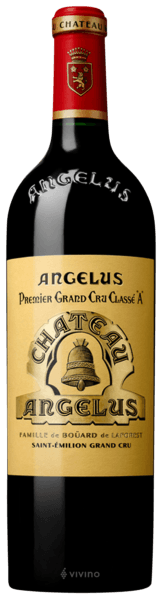 CHATEAU
ANGELUS
ANGELUS
PREMIER GRAND CRU CLASSÉ "A"
CHATEAU
ANGELUS
FAMILLE de BOÜARD de LAFOREST
SAINT-ÉMILION GRAND CRU
VIVINO